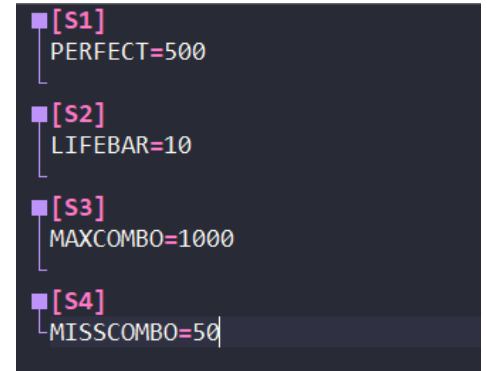 [S1]
PERFECT=500
[S2]
LIFEBAR=10
[S3]
MAXCOMBO=1000
[S4]
MISSCOMBO=50